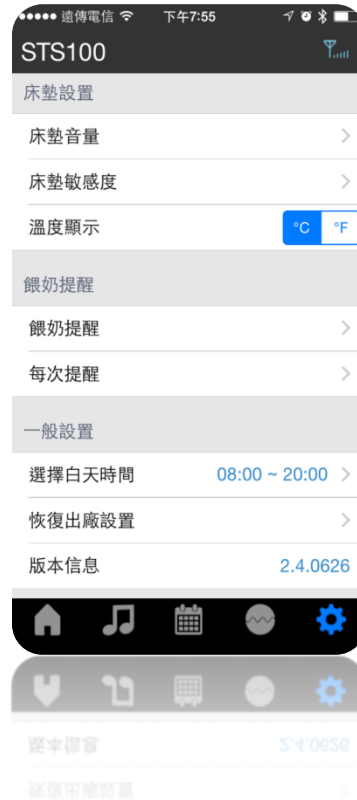 遠傳電信 下午7:55
STS100
床墊設置
床墊音量
床墊敏感度
溫度顯示 °C °F
餵奶提醒
餵奶提醒
每次提醒
一般設置
選擇白天時間 08:00 ~ 20:00
恢復出廠設置
版本信息 2.4.0626